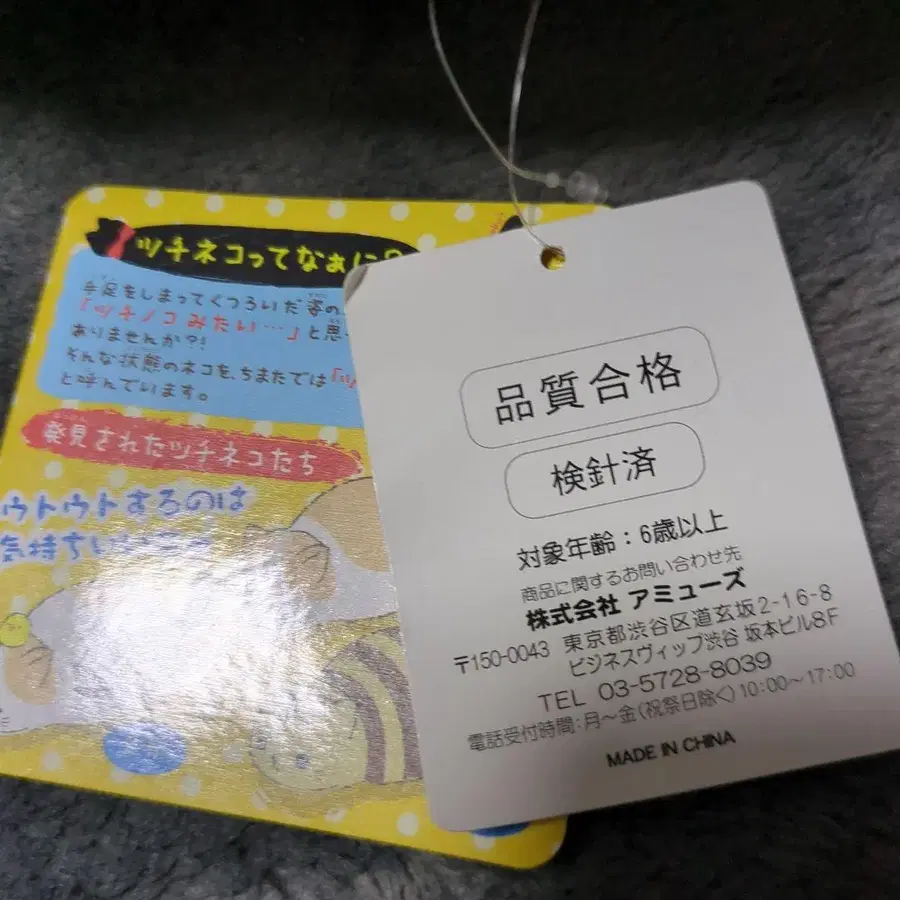 ツチネコってなぁに?
手足をしまってくつろいだ姿の
「ツチノコみたい…」と思
ありませんか?!
そんな状態のネコを、ちまたでは「ツ
と呼んでいます。
発見されたツチネコたち
ウトウトするのは
気持ちいい
品質合格
検針済
対象年齢：6歳以上
商品に関するお問い合わせ先
株式会社 アミューズ
〒150-0043 東京都渋谷区道玄坂2-16-8
ビジネスヴィップ渋谷 坂本ビル8F
TEL 03-5728-8039
電話受付時間：月～金(祝祭日除く)10:00～17:00
MADE IN CHINA